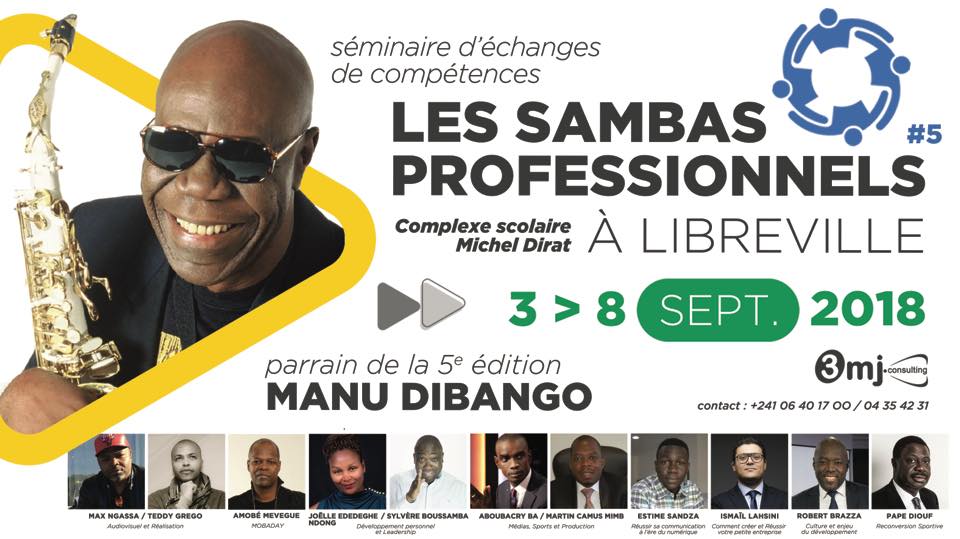 séminaire d'échanges
de compétences
LES SAMBAS
PROFESSIONNELS
#5
Complexe scolaire
Michel Dirat
À LIBREVILLE
3 > 8 SEPT. 2018
parrain de la 5e édition
MANU DIBANGO
3mj.consulting
contact : +241 06 40 17 00 / 04 35 42 31
MAX NGASSA / TEDDY GREGO
Audiovisuel et Réalisation
AMOBÉ MEVEGUE
MOBADAY
JOËLLE EDEDEGHE / SYLVÈRE BOUSSAMBA
NDONG
Développement personnel
et Leadership
ABOUBACRY BA / MARTIN CAMUS MIMB
Médias, Sports et Production
ESTIME SANDZA
Réussir sa communication
à l'ère du numérique
ISMAÏL LAHSINI
Comment créer et Réussir
votre petite entreprise
ROBERT BRAZZA
Culture et enjeu
du développement
PAPE DIOUF
Reconversion Sportive